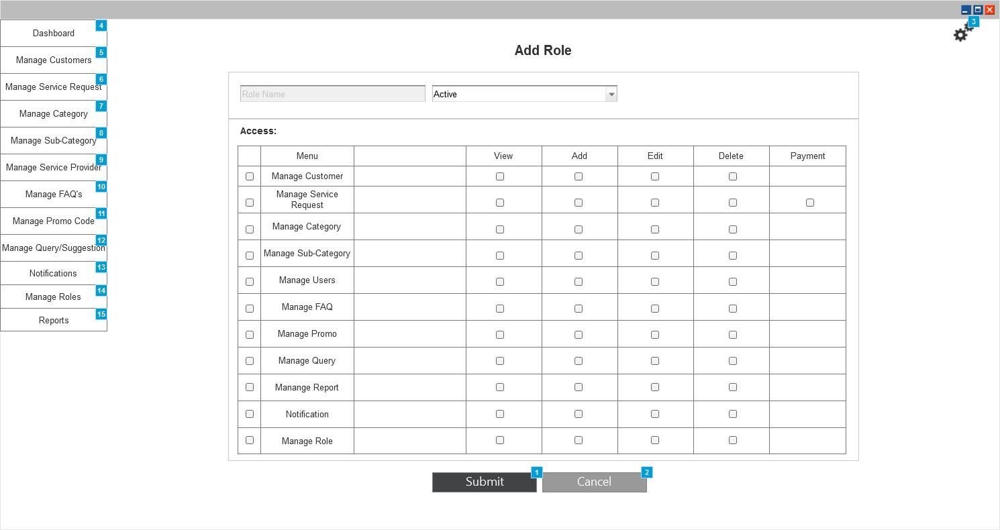 3
4
Dashboard
5
Manage Customers
6
Manage Service Request
7
Manage Category
8
Manage Sub-Category
9
Manage Service Provider
10
Manage FAQ's
11
Manage Promo Code
12
Manage Query/Suggestion
13
Notifications
14
Manage Roles
15
Reports
Add Role
Role Name Active
Access:
Menu View Add Edit Delete Payment
Manage Customer
Manage Service
Request
Manage Category
Manage Sub-Category
Manage Users
Manage FAQ
Manage Promo
Manage Query
Manange Report
Notification
Manage Role
Submit 1 Cancel 2